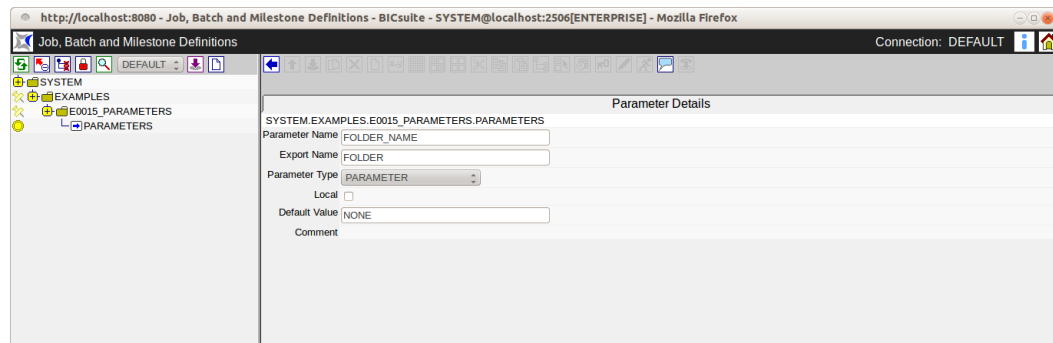 http://localhost:8080 - Job, Batch and Milestone Definitions - BICsuite - SYSTEM@localhost:2506[ENTERPRISE] - Mozilla Firefox
Job, Batch and Milestone Definitions
Connection: DEFAULT
DEFAULT
SYSTEM
EXAMPLES
E0015_PARAMETERS
PARAMETERS
Parameter Details
SYSTEM.EXAMPLES.E0015_PARAMETERS.PARAMETERS
Parameter Name FOLDER_NAME
Export Name FOLDER
Parameter Type PARAMETER
Local
Default Value NONE
Comment